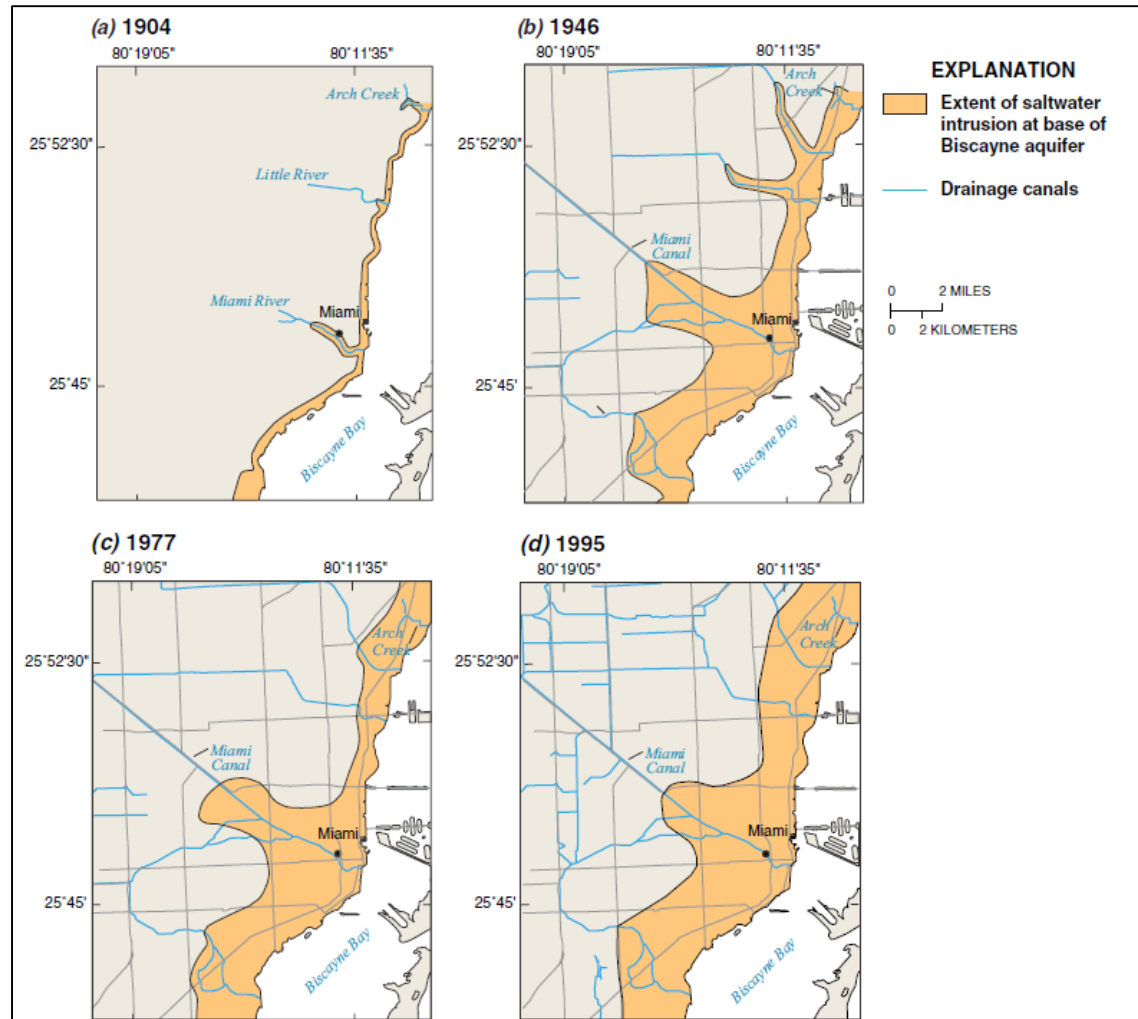 (a) 1904
80°19'05"
80°11'35"
Arch Creek
25°52'30"
Little River
Miami River
Miami
25°45'
Biscayne Bay
(b) 1946
80°19'05"
80°11'35"
Arch
Creek
25°52'30"
Miami
Canal
Miami
25°45'
Biscayne Bay
EXPLANATION
Extent of saltwater
intrusion at base of
Biscayne aquifer
Drainage canals
0 2 MILES
0 2 KILOMETERS
(c) 1977
80°19'05"
80°11'35"
Arch
Creek
25°52'30"
Miami
Canal
Miami
25°45'
Biscayne Bay
(d) 1995
80°19'05"
80°11'35"
Arch
Creek
25°52'30"
Miami
Canal
Miami
25°45'
Biscayne Bay